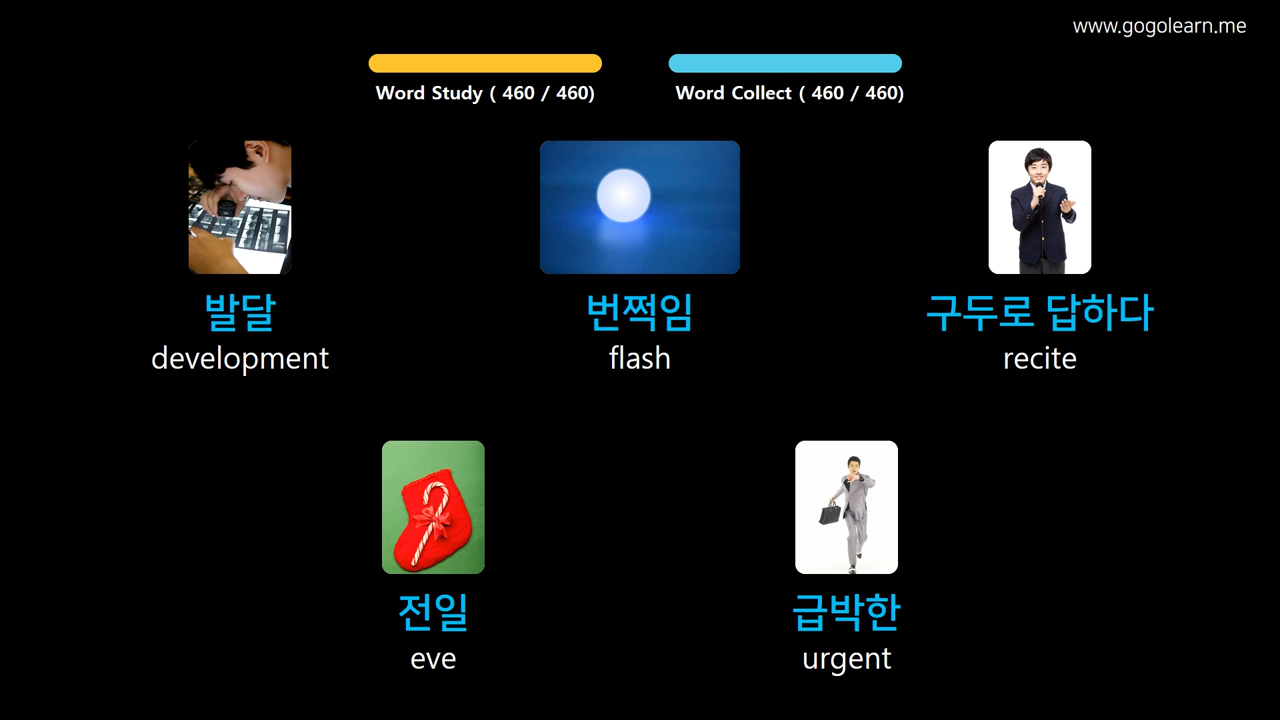 www.gogolearn.me
Word Study ( 460 / 460)
Word Collect ( 460 / 460)
발달
development
번쩍임
flash
구두로 답하다
recite
전일
eve
급박한
urgent